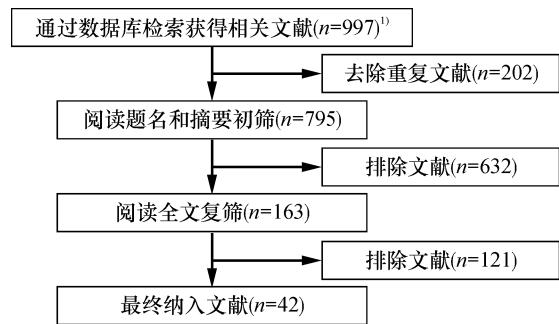 通过数据库检索获得相关文献(n=997)¹⁾
去除重复文献(n=202)
阅读题名和摘要初筛(n=795)
排除文献(n=632)
阅读全文复筛(n=163)
排除文献(n=121)
最终纳入文献(n=42)